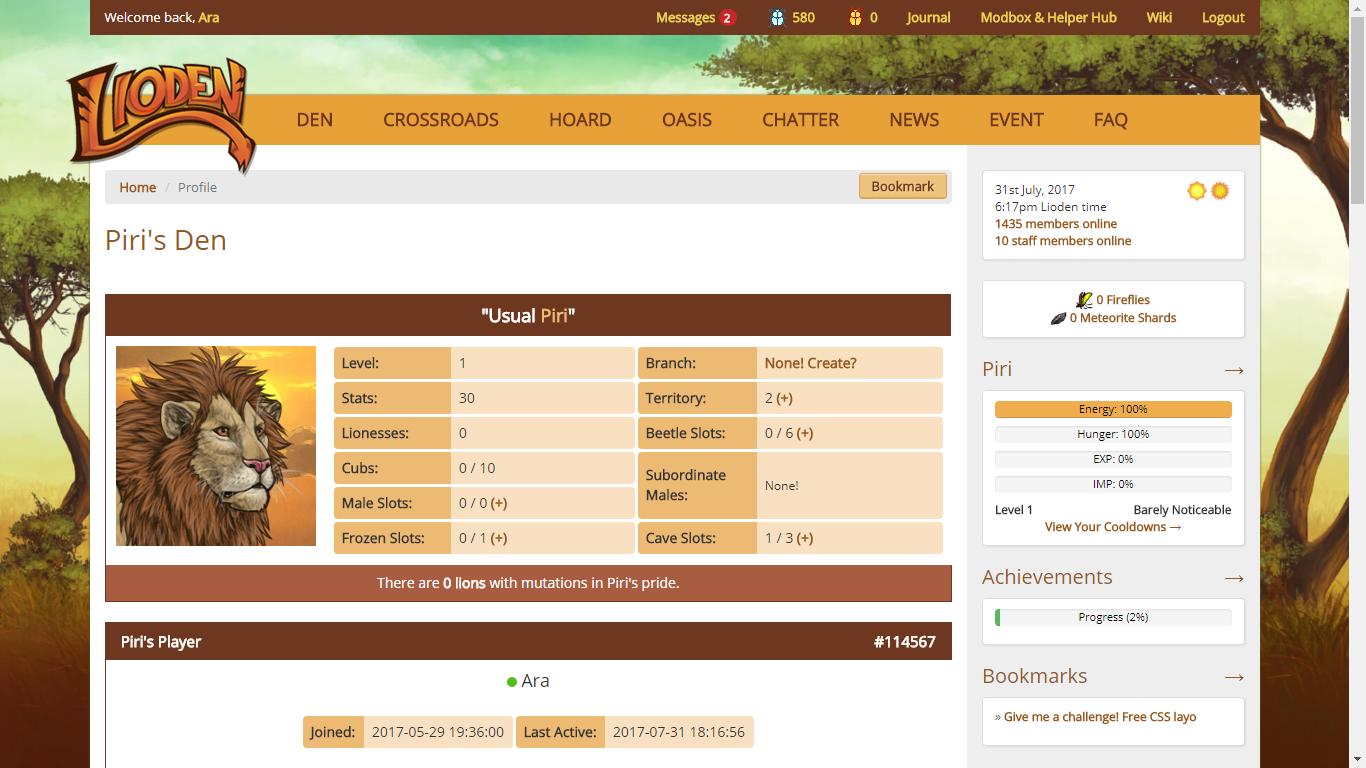 Welcome back, Ara
Messages 2 580 0 Journal Modbox & Helper Hub Wiki Logout
LIODEN
DEN CROSSROADS HOARD OASIS CHATTER NEWS EVENT FAQ
Home / Profile
Bookmark
Piri's Den
"Usual Piri"
Level: 1
Stats: 30
Lionesses: 0
Cubs: 0 / 10
Male Slots: 0 / 0 (+)
Frozen Slots: 0 / 1 (+)
Branch: None! Create?
Territory: 2 (+)
Beetle Slots: 0 / 6 (+)
Subordinate
Males:
None!
Cave Slots: 1 / 3 (+)
There are 0 lions with mutations in Piri's pride.
Piri's Player #114567
Ara
Joined: 2017-05-29 19:36:00 Last Active: 2017-07-31 18:16:56
31st July, 2017
6:17pm Lioden time
1435 members online
10 staff members online
0 Fireflies
0 Meteorite Shards
Piri →
Energy: 100%
Hunger: 100%
EXP: 0%
IMP: 0%
Level 1 Barely Noticeable
View Your Cooldowns →
Achievements →
Progress (2%)
Bookmarks →
» Give me a challenge! Free CSS layo